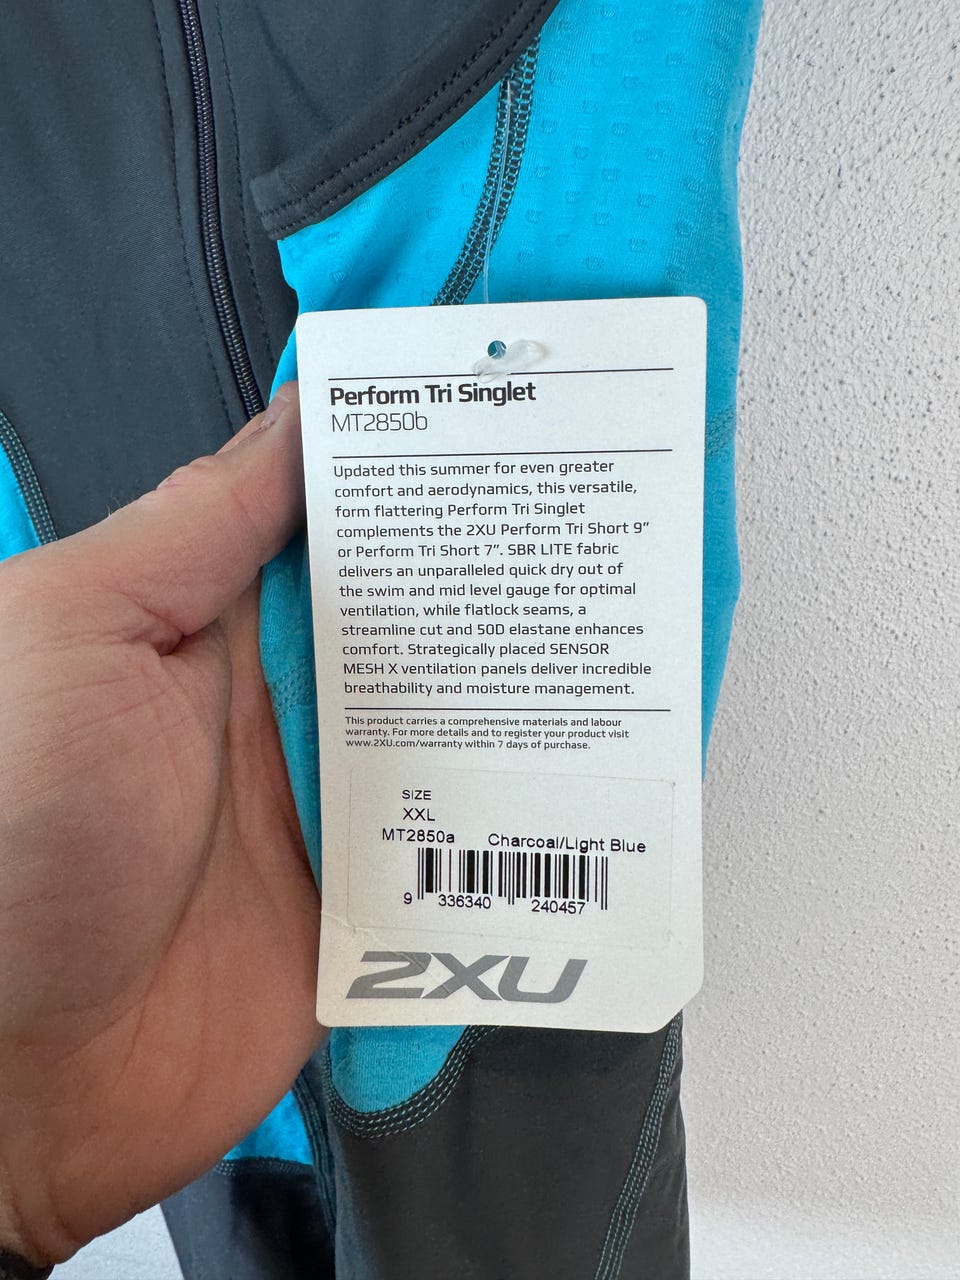 Perform Tri Singlet
MT2850b
Updated this summer for even greater
comfort and aerodynamics, this versatile,
form flattering Perform Tri Singlet
complements the 2XU Perform Tri Short 9”
or Perform Tri Short 7”. SBR LITE fabric
delivers an unparalleled quick dry out of
the swim and mid level gauge for optimal
ventilation, while flatlock seams, a
streamline cut and 50D elastane enhances
comfort. Strategically placed SENSOR
MESH X ventilation panels deliver incredible
breathability and moisture management.
This product carries a comprehensive materials and labour
warranty. For more details and to register your product visit
www.2XU.com/warranty within 7 days of purchase.
SIZE
XXL
MT2850a Charcoal/Light Blue
9 336340 240457
2XU